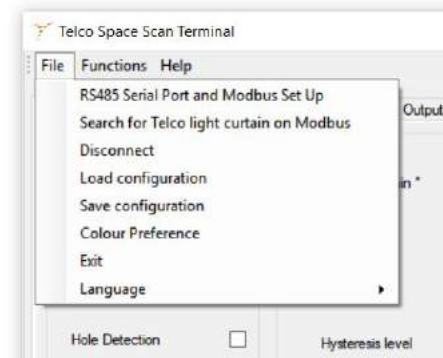 Telco Space Scan Terminal
File Functions Help
RS485 Serial Port and Modbus Set Up
Output
Search for Telco light curtain on Modbus
Disconnect
Load configuration
in *
Save configuration
Colour Preference
Exit
Language
Hole Detection
Hysteresis level